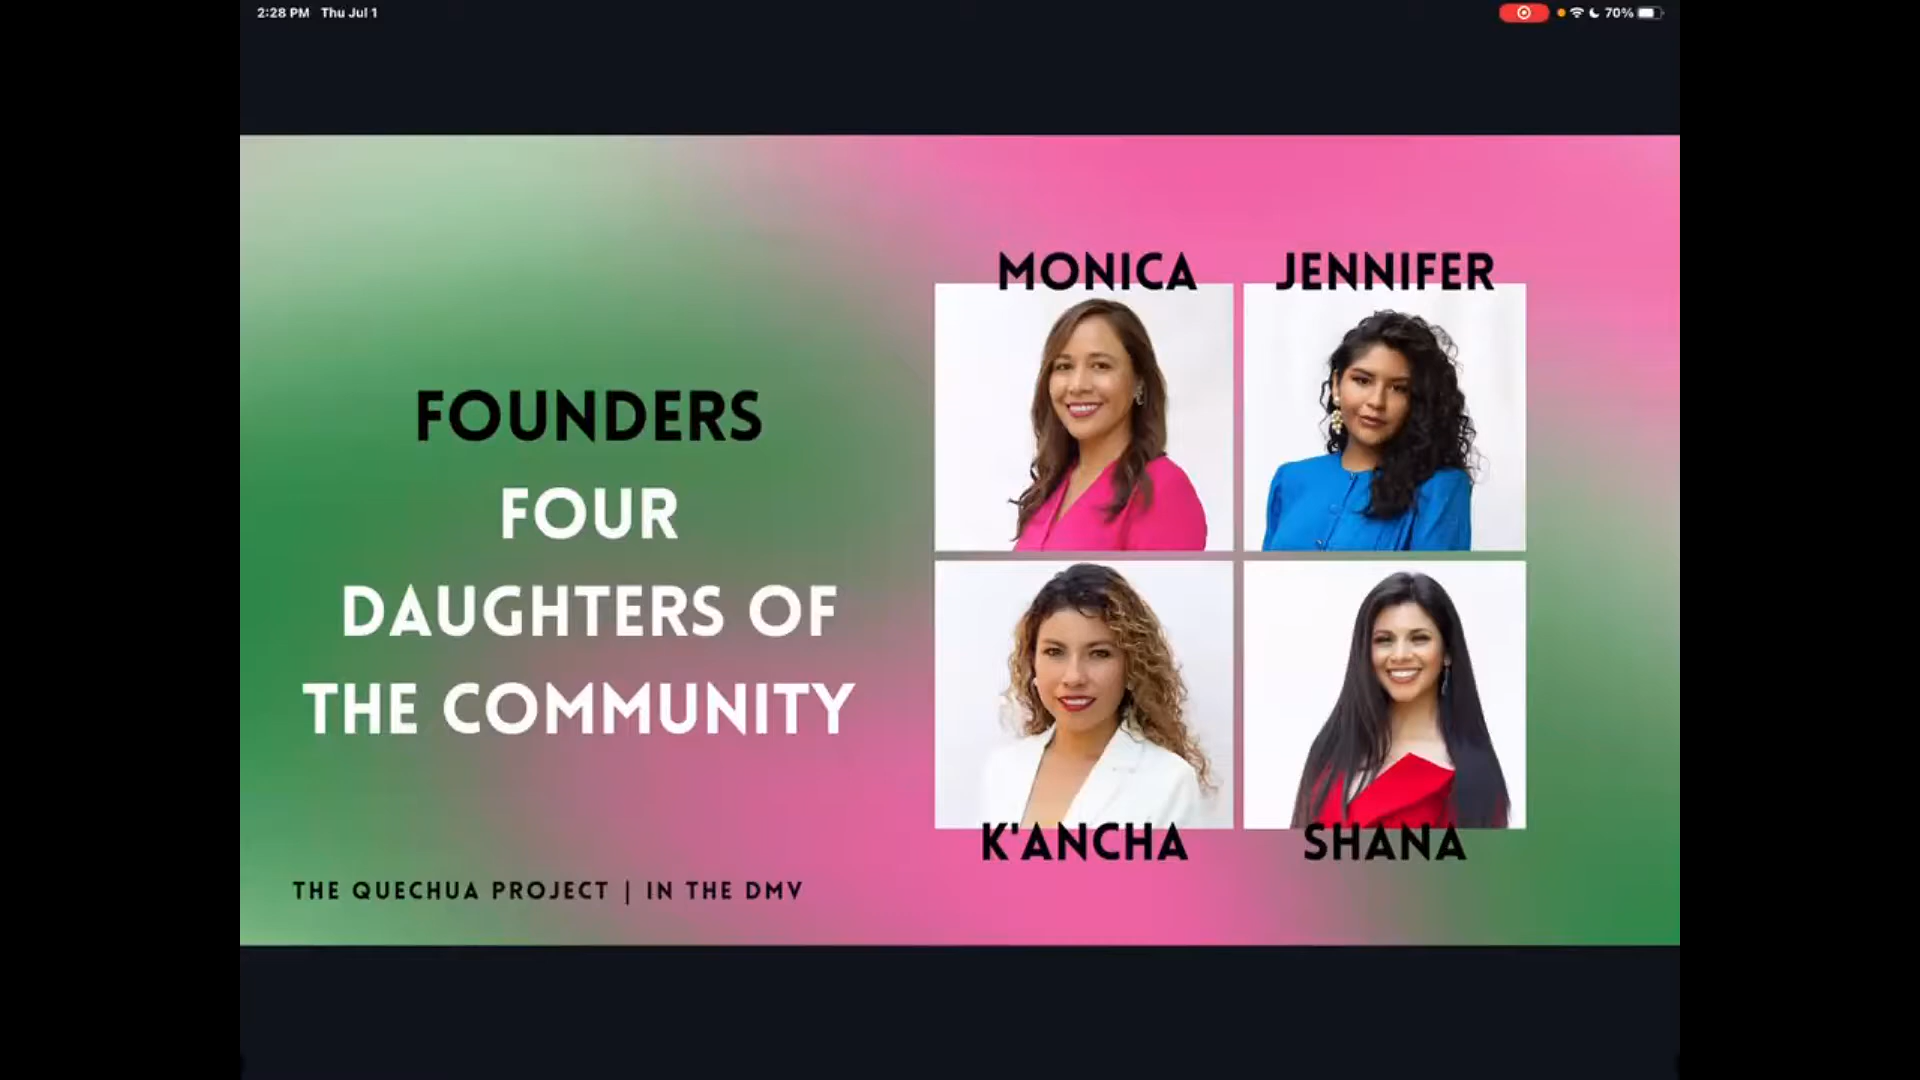 2:28 PM Thu Jul 1
70%
FOUNDERS
FOUR
DAUGHTERS OF
THE COMMUNITY
THE QUECHUA PROJECT | IN THE DMV
MONICA JENNIFER
K'ANCHA SHANA